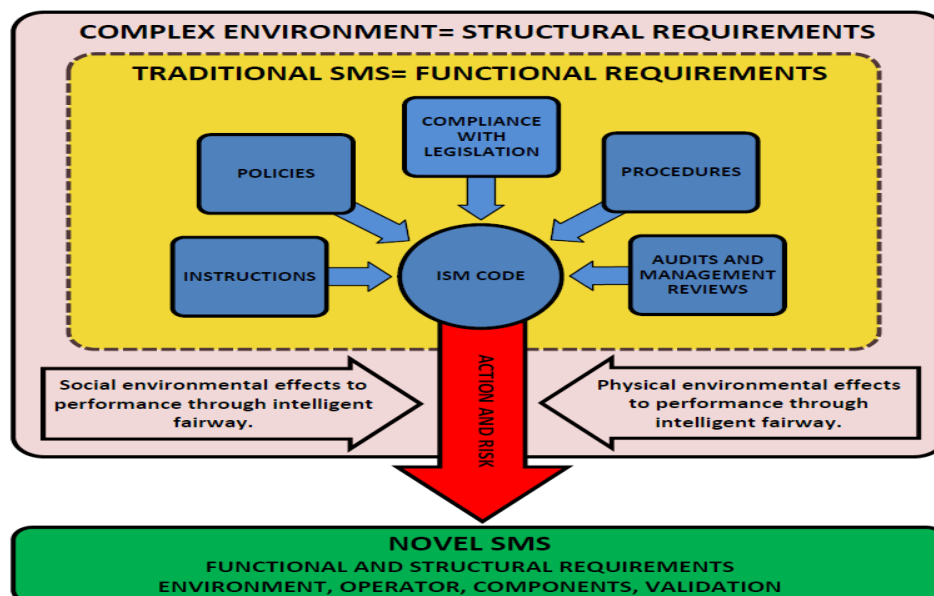 COMPLEX ENVIRONMENT= STRUCTURAL REQUIREMENTS
TRADITIONAL SMS= FUNCTIONAL REQUIREMENTS
COMPLIANCE
WITH
LEGISLATION
POLICIES
PROCEDURES
INSTRUCTIONS
ISM CODE
AUDITS AND
MANAGEMENT
REVIEWS
Social environmental effects to
performance through intelligent
fairway.
ACTION AND RISK
Physical environmental effects
to performance through
intelligent fairway.
NOVEL SMS
FUNCTIONAL AND STRUCTURAL REQUIREMENTS
ENVIRONMENT, OPERATOR, COMPONENTS, VALIDATION